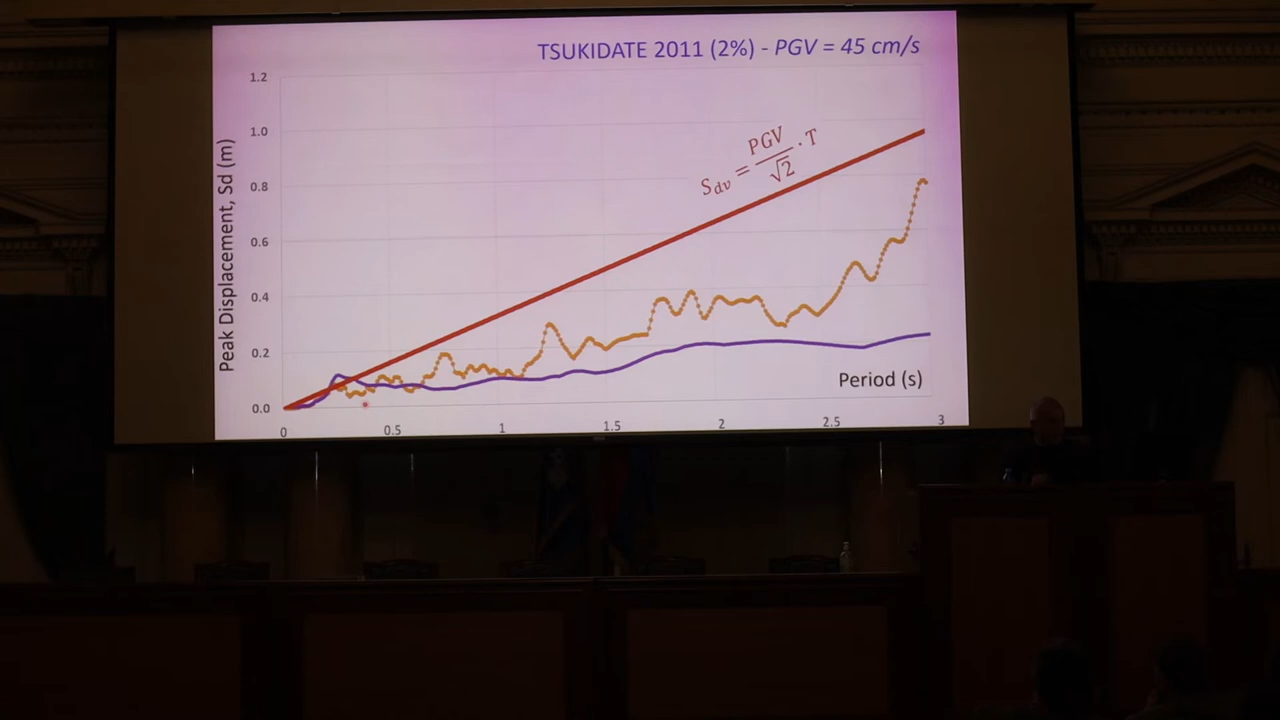 TSUKIDATE 2011 (2%) - PGV = 45 cm/s
1.2
1.0
0.8
0.6
0.4
0.2
0.0
Peak Displacement, Sd (m)
S_dv = PGV/√2 · T
Period (s)
0 0.5 1 1.5 2 2.5 3